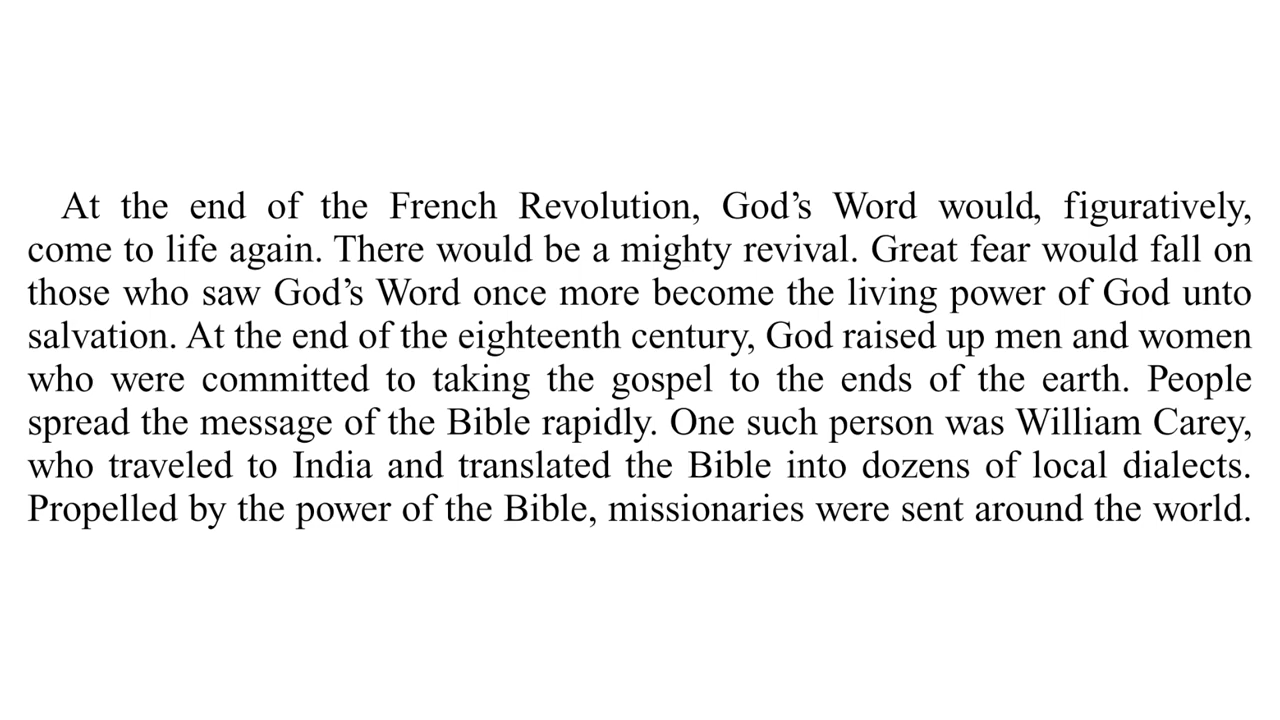 At the end of the French Revolution, God’s Word would, figuratively,
come to life again. There would be a mighty revival. Great fear would fall on
those who saw God’s Word once more become the living power of God unto
salvation. At the end of the eighteenth century, God raised up men and women
who were committed to taking the gospel to the ends of the earth. People
spread the message of the Bible rapidly. One such person was William Carey,
who traveled to India and translated the Bible into dozens of local dialects.
Propelled by the power of the Bible, missionaries were sent around the world.